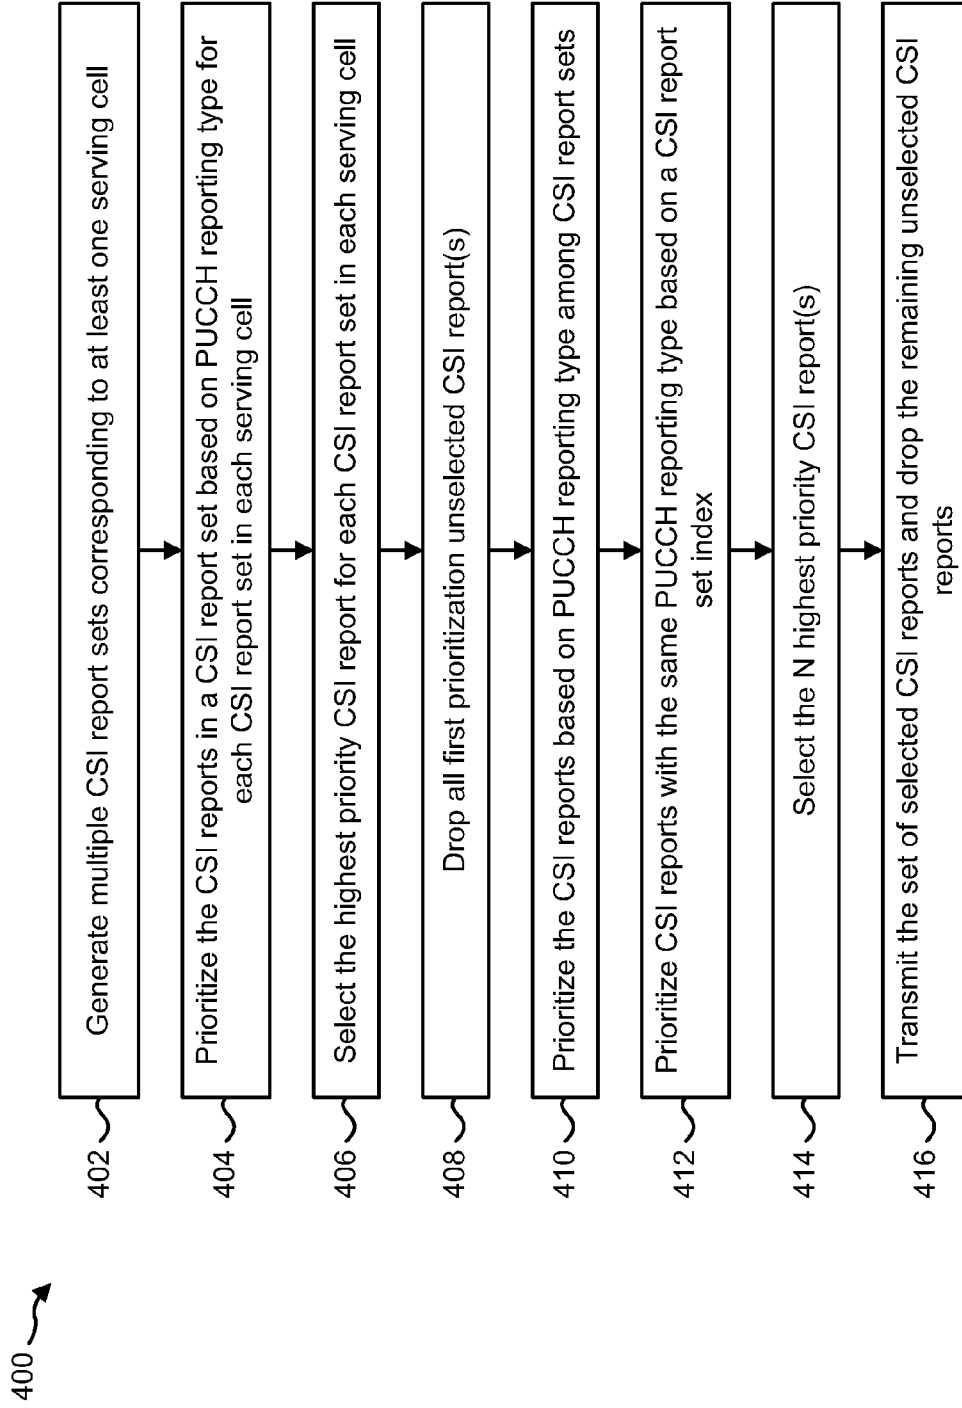 400
402
Generate multiple CSI report sets corresponding to at least one serving cell
404
Prioritize the CSI reports in a CSI report set based on PUCCH reporting type for
each CSI report set in each serving cell
406
Select the highest priority CSI report for each CSI report set in each serving cell
408
Drop all first prioritization unselected CSI report(s)
410
Prioritize the CSI reports based on PUCCH reporting type among CSI report sets
412
Prioritize CSI reports with the same PUCCH reporting type based on a CSI report
set index
414
Select the N highest priority CSI report(s)
416
Transmit the set of selected CSI reports and drop the remaining unselected CSI
reports